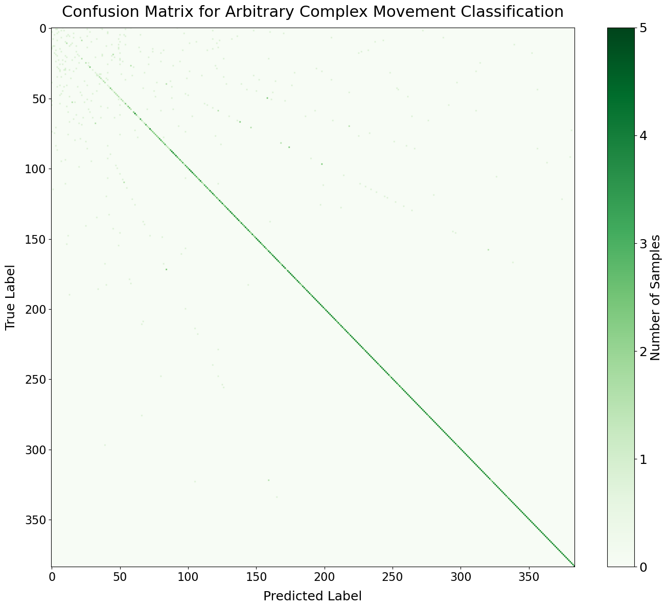 Confusion Matrix for Arbitrary Complex Movement Classification
0
50
100
150
200
250
300
350
True Label
0 50 100 150 200 250 300 350
Predicted Label
5
4
3
2
1
0
Number of Samples